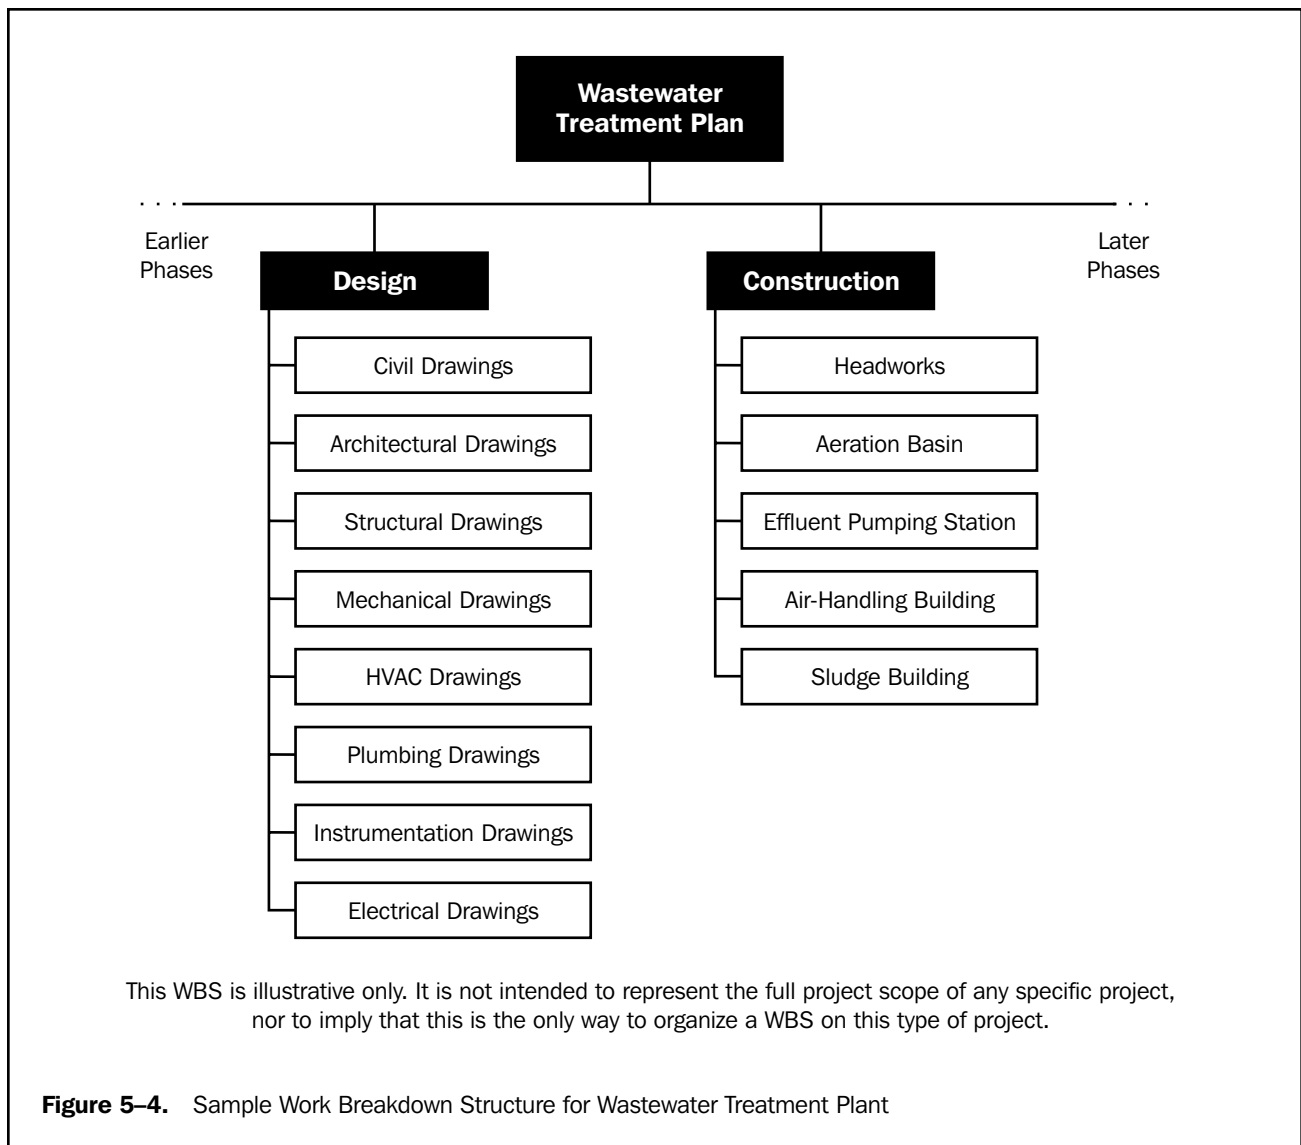 Wastewater
Treatment Plan
. . .
. . .
Earlier
Phases
Later
Phases
Design
Construction
Civil Drawings
Architectural Drawings
Structural Drawings
Mechanical Drawings
HVAC Drawings
Plumbing Drawings
Instrumentation Drawings
Electrical Drawings
Headworks
Aeration Basin
Effluent Pumping Station
Air-Handling Building
Sludge Building
This WBS is illustrative only. It is not intended to represent the full project scope of any specific project,
nor to imply that this is the only way to organize a WBS on this type of project.
Figure 5–4. Sample Work Breakdown Structure for Wastewater Treatment Plant